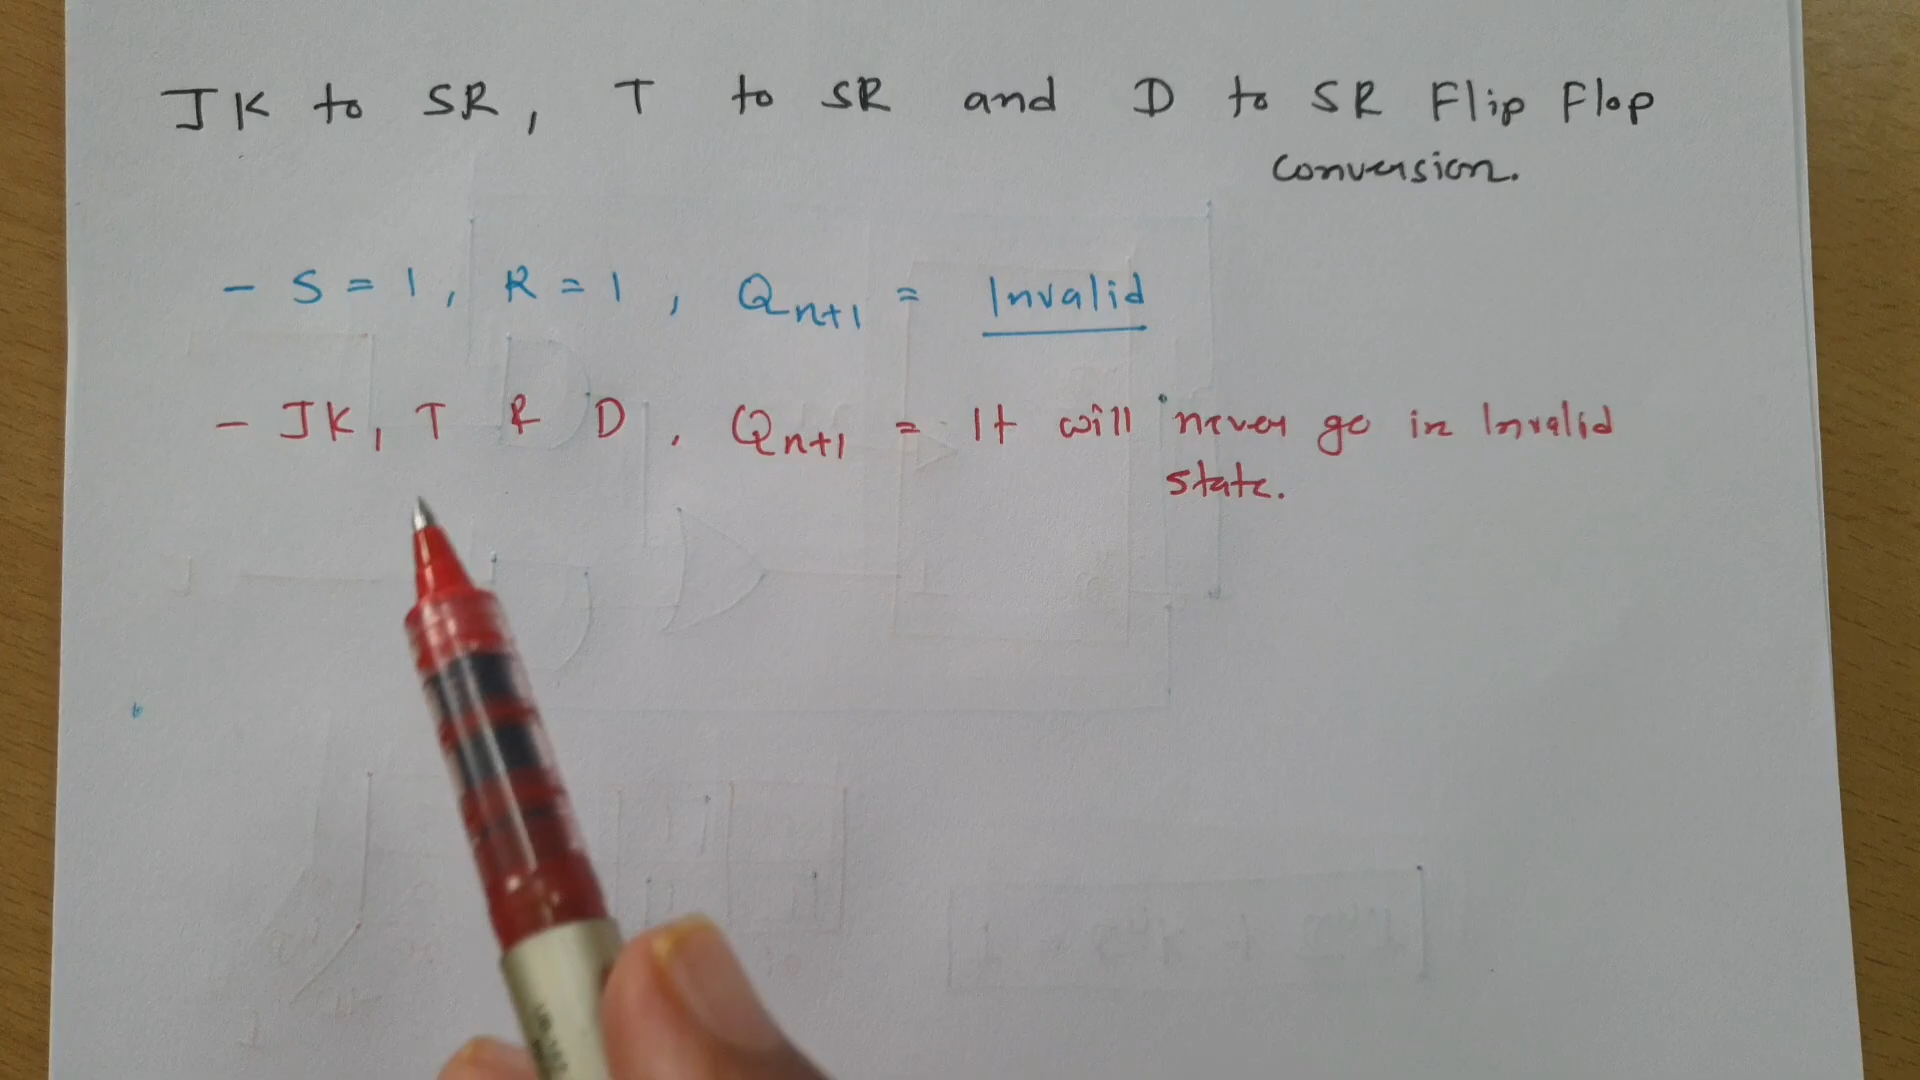 JK to SR, T to SR and D to SR Flip Flop
conversion.
- S = 1, R = 1, Qn+1 = Invalid
- JK, T & D, Qn+1 = It will never go in Invalid
state.